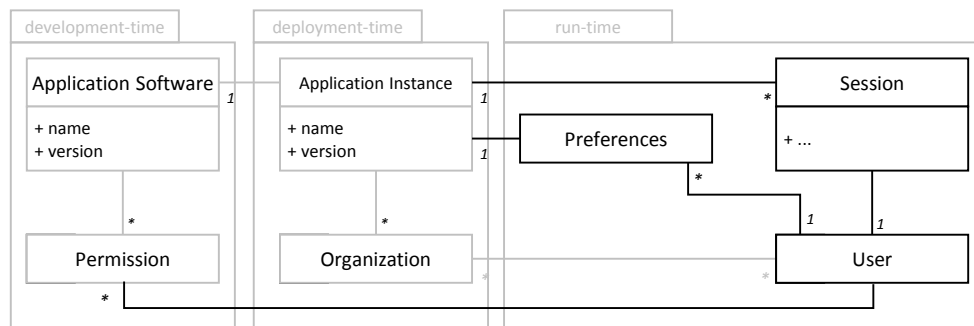 development-time
deployment-time
run-time
Application Software
Application Instance
Session
1
1
*
+ name
+ version
+ name
+ version
1
Preferences
+ ...
*
*
*
1
1
Permission
Organization
User
*
*
*